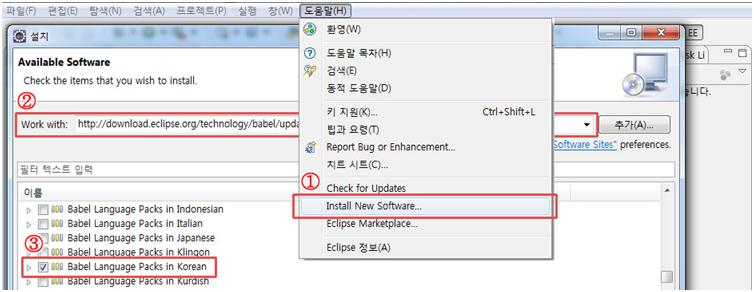 파일(F) 편집(E) 탐색(N) 검색(A) 프로젝트(P) 실행 창(W) 도움말(H)
설치
Available Software
Check the items that you wish to install.
②
Work with: http://download.eclipse.org/technology/babel/upda
추가(A)...
Software Sites" preferences.
필터 텍스트 입력
이름
Babel Language Packs in Indonesian
Babel Language Packs in Italian
Babel Language Packs in Japanese
③
Babel Language Packs in Klingon
Babel Language Packs in Korean
Babel Language Packs in Kurdish
환영(W)
도움말 목차(H)
검색(E)
동적 도움말(D)
키 지원(K)... Ctrl+Shift+L
팁과 요령(T)
Report Bug or Enhancement...
치트 시트(C)...
①
Check for Updates
Install New Software...
Eclipse Marketplace...
Eclipse 정보(A)
EE
sk Li
습니다.